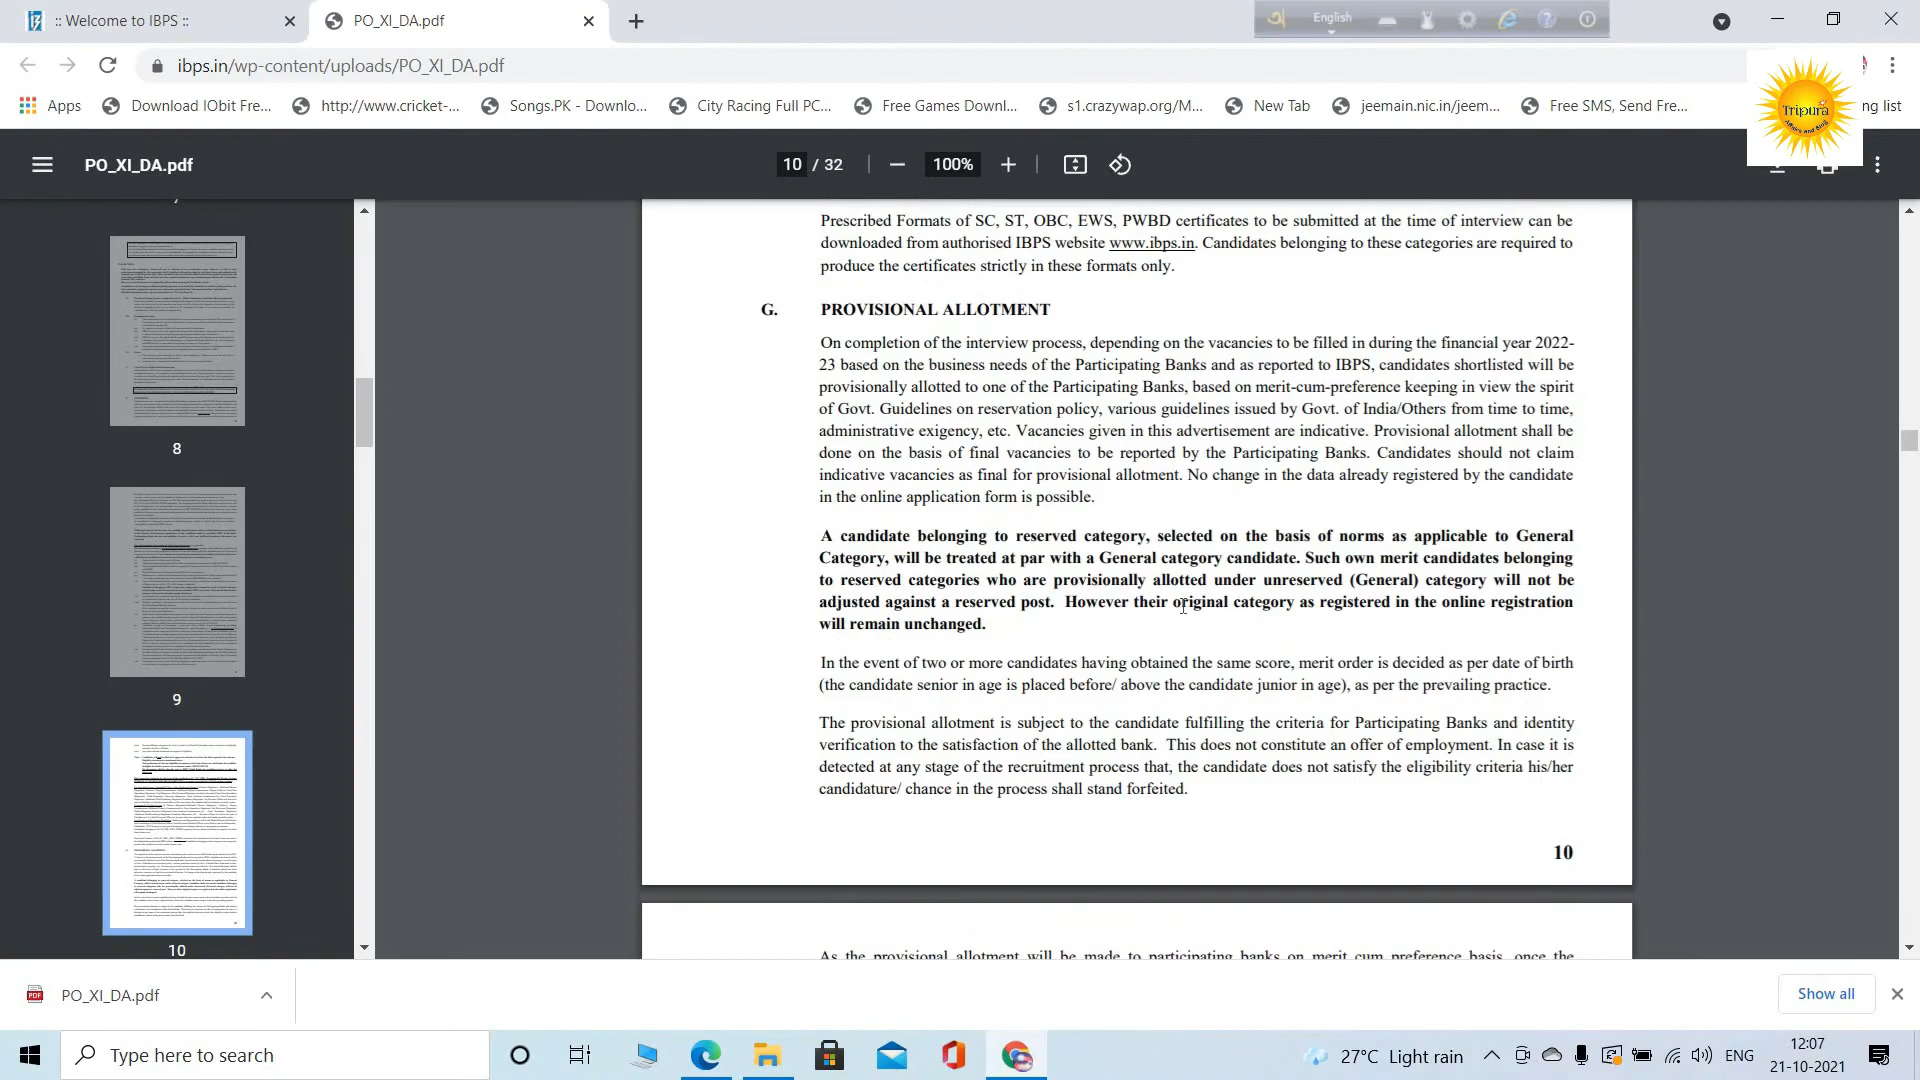 :: Welcome to IBPS ::
PO_XI_DA.pdf
English
ibps.in/wp-content/uploads/PO_XI_DA.pdf
Apps
Download IObit Fre...
http://www.cricket-...
Songs.PK - Downlo...
City Racing Full PC...
Free Games Downl...
s1.crazywap.org/M...
New Tab
jeemain.nic.in/jeem...
Free SMS, Send Fre...
ng list
Tripura
Affairs and Blog
PO_XI_DA.pdf
10 / 32
100%
Prescribed Formats of SC, ST, OBC, EWS, PWBD certificates to be submitted at the time of interview can be
downloaded from authorised IBPS website www.ibps.in. Candidates belonging to these categories are required to
produce the certificates strictly in these formats only.
G. PROVISIONAL ALLOTMENT
On completion of the interview process, depending on the vacancies to be filled in during the financial year 2022-
23 based on the business needs of the Participating Banks and as reported to IBPS, candidates shortlisted will be
provisionally allotted to one of the Participating Banks, based on merit-cum-preference keeping in view the spirit
of Govt. Guidelines on reservation policy, various guidelines issued by Govt. of India/Others from time to time,
administrative exigency, etc. Vacancies given in this advertisement are indicative. Provisional allotment shall be
done on the basis of final vacancies to be reported by the Participating Banks. Candidates should not claim
indicative vacancies as final for provisional allotment. No change in the data already registered by the candidate
in the online application form is possible.
A candidate belonging to reserved category, selected on the basis of norms as applicable to General
Category, will be treated at par with a General category candidate. Such own merit candidates belonging
to reserved categories who are provisionally allotted under unreserved (General) category will not be
adjusted against a reserved post. However their original category as registered in the online registration
will remain unchanged.
In the event of two or more candidates having obtained the same score, merit order is decided as per date of birth
(the candidate senior in age is placed before/ above the candidate junior in age), as per the prevailing practice.
The provisional allotment is subject to the candidate fulfilling the criteria for Participating Banks and identity
verification to the satisfaction of the allotted bank. This does not constitute an offer of employment. In case it is
detected at any stage of the recruitment process that, the candidate does not satisfy the eligibility criteria his/her
candidature/ chance in the process shall stand forfeited.
10
As the provisional allotment will be made to participating banks on merit cum preference basis, once the
8
9
10
PO_XI_DA.pdf
Show all
Type here to search
27°C Light rain
ENG
12:07
21-10-2021